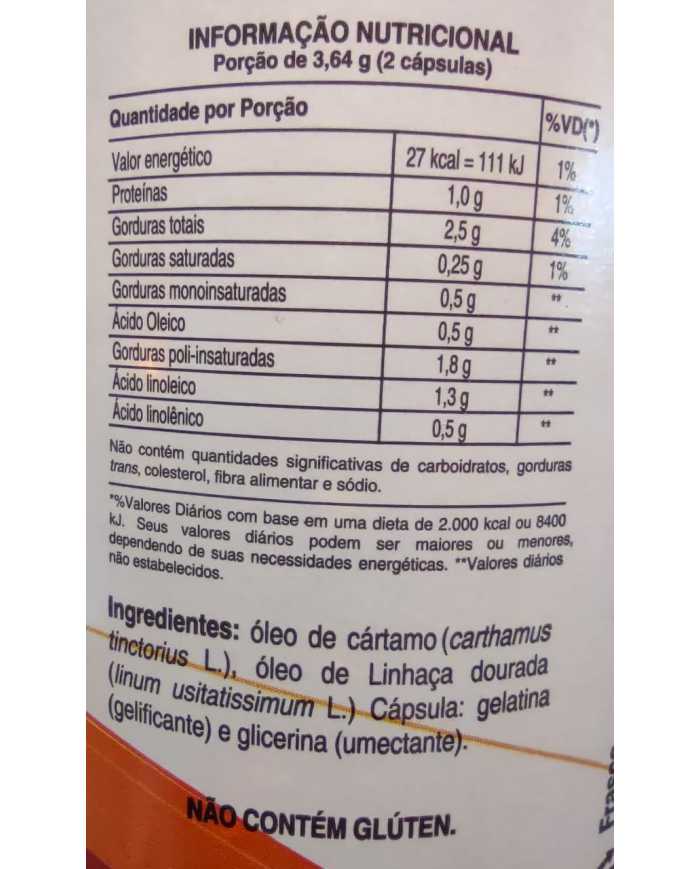 INFORMAÇÃO NUTRICIONAL
Porção de 3,64 g (2 cápsulas)
Quantidade por Porção %VD(*)
Valor energético 27 kcal = 111 kJ 1%
Proteínas 1,0 g 1%
Gorduras totais 2,5 g 4%
Gorduras saturadas 0,25 g 1%
Gorduras monoinsaturadas 0,5 g **
Ácido Oleico 0,5 g **
Gorduras poli-insaturadas 1,8 g **
Ácido linoleico 1,3 g **
Ácido linolênico 0,5 g **
Não contém quantidades significativas de carboidratos, gorduras
trans, colesterol, fibra alimentar e sódio.
*%Valores Diários com base em uma dieta de 2.000 kcal ou 8400
kJ. Seus valores diários podem ser maiores ou menores,
dependendo de suas necessidades energéticas. **Valores diários
não estabelecidos.
Ingredientes: óleo de cártamo (carthamus
tinctorius L.), óleo de Linhaça dourada
(linum usitatissimum L.) Cápsula: gelatina
(gelificante) e glicerina (umectante).
NÃO CONTÉM GLÚTEN.